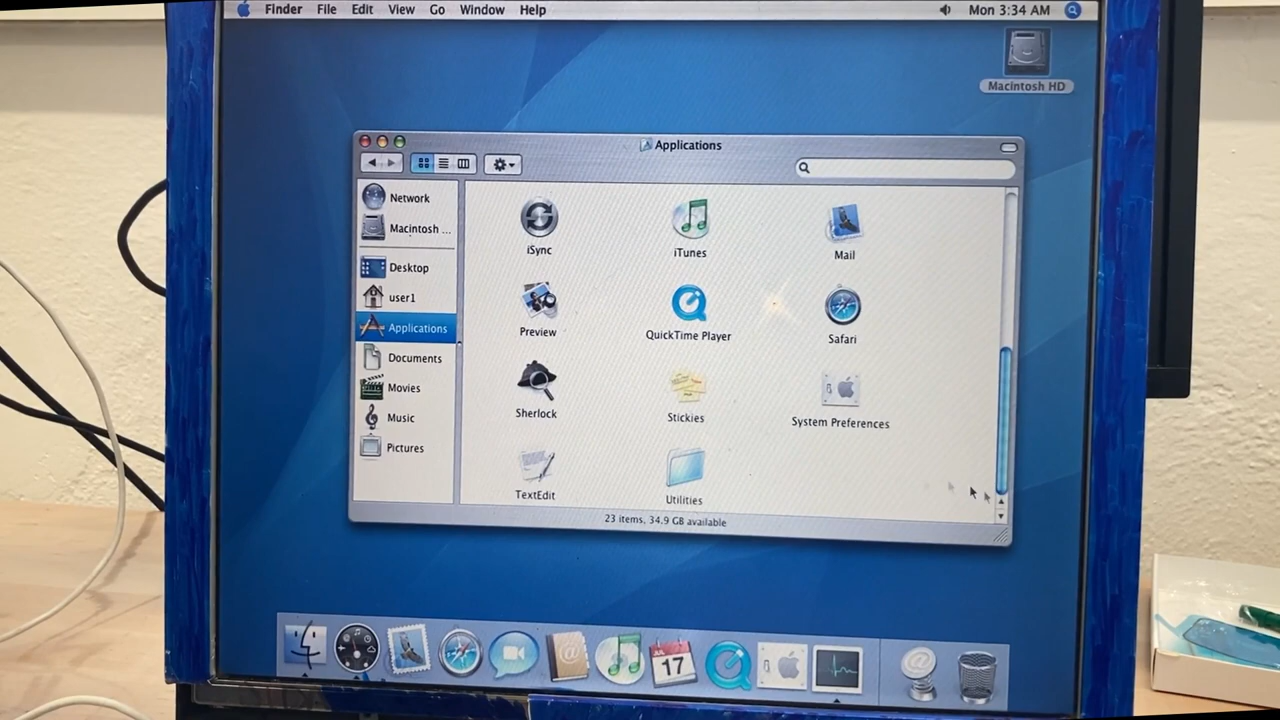 Finder File Edit View Go Window Help Mon 3:34 AM
Macintosh HD
Applications
Network
Macintosh ...
Desktop
user1
Applications
Documents
Movies
Music
Pictures
iSync iTunes Mail
Preview QuickTime Player Safari
Sherlock Stickies System Preferences
TextEdit Utilities
23 items, 34.9 GB available
JUL
17